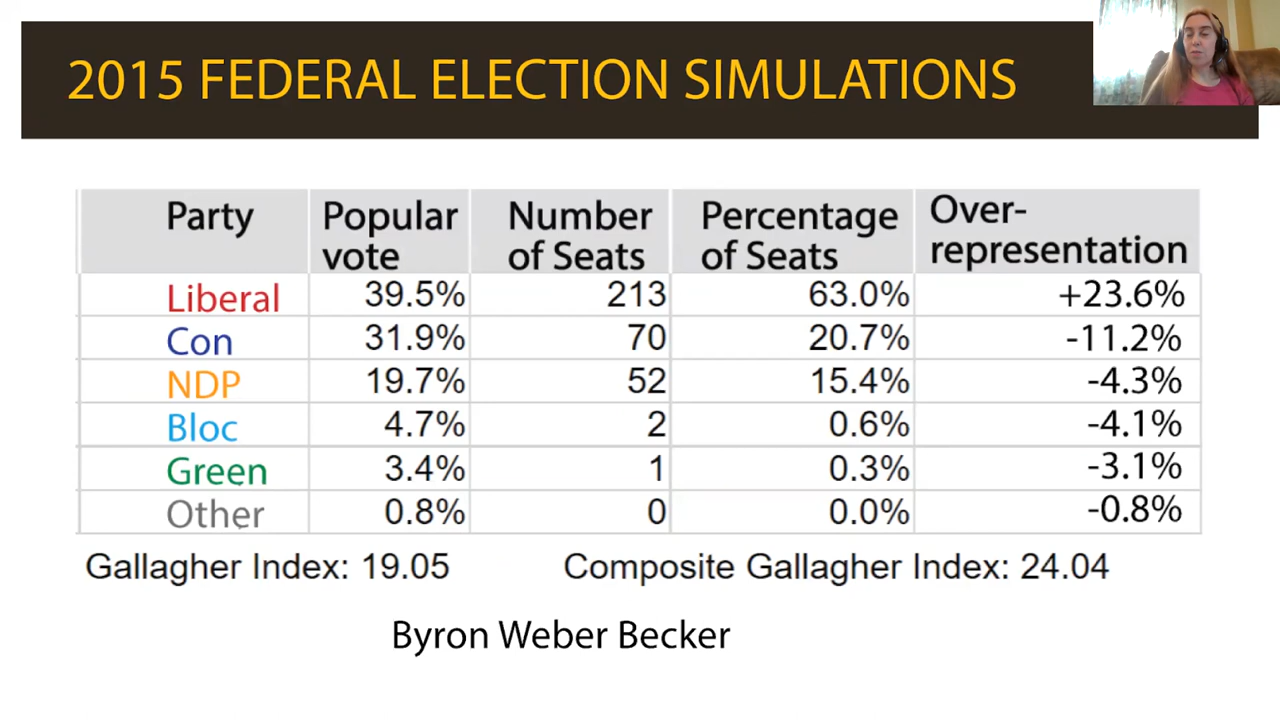 2015 FEDERAL ELECTION SIMULATIONS
Party Popular vote Number of Seats Percentage of Seats Over-representation
Liberal 39.5% 213 63.0% +23.6%
Con 31.9% 70 20.7% -11.2%
NDP 19.7% 52 15.4% -4.3%
Bloc 4.7% 2 0.6% -4.1%
Green 3.4% 1 0.3% -3.1%
Other 0.8% 0 0.0% -0.8%
Gallagher Index: 19.05 Composite Gallagher Index: 24.04
Byron Weber Becker